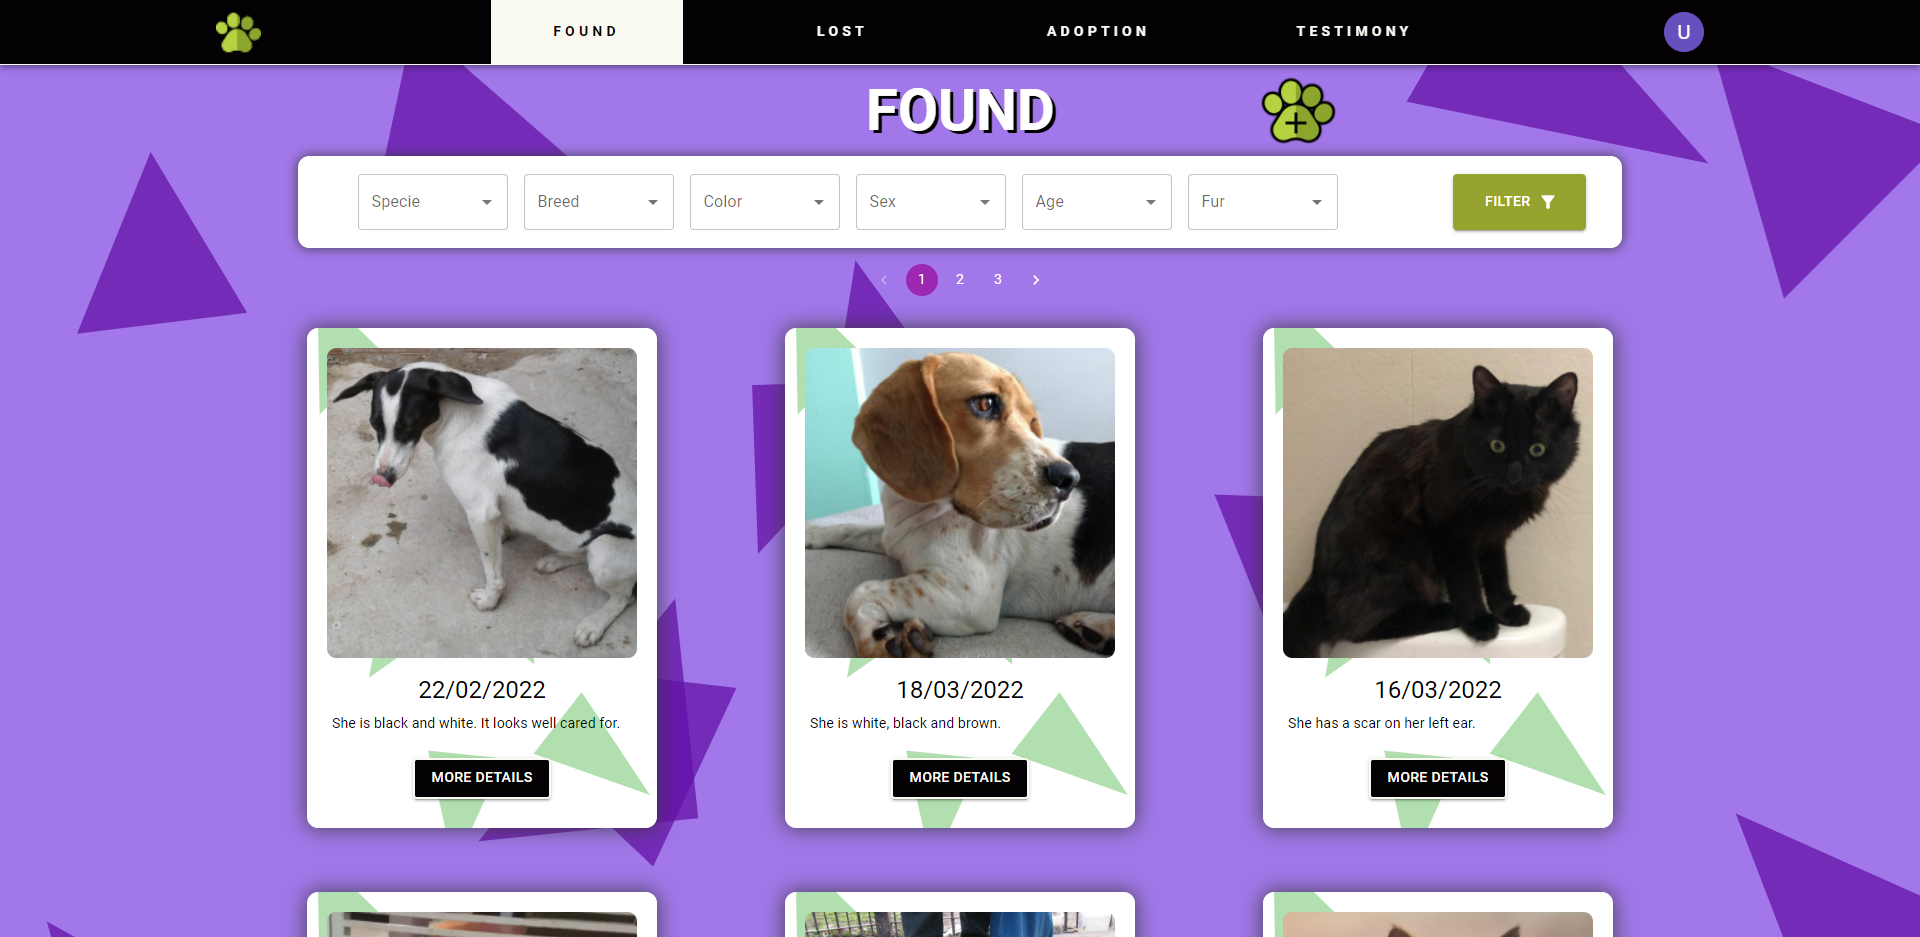 FOUND
LOST
ADOPTION
TESTIMONY
U
FOUND
Specie
Breed
Color
Sex
Age
Fur
FILTER
1
2
3
22/02/2022
She is black and white. It looks well cared for.
MORE DETAILS
18/03/2022
She is white, black and brown.
MORE DETAILS
16/03/2022
She has a scar on her left ear.
MORE DETAILS